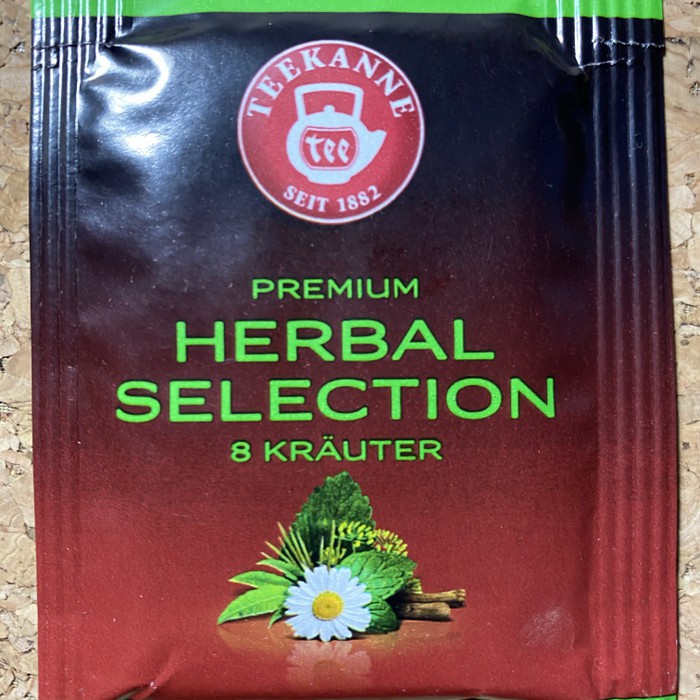 TEEKANNE
tee
SEIT 1882
PREMIUM
HERBAL
SELECTION
8 KRÄUTER